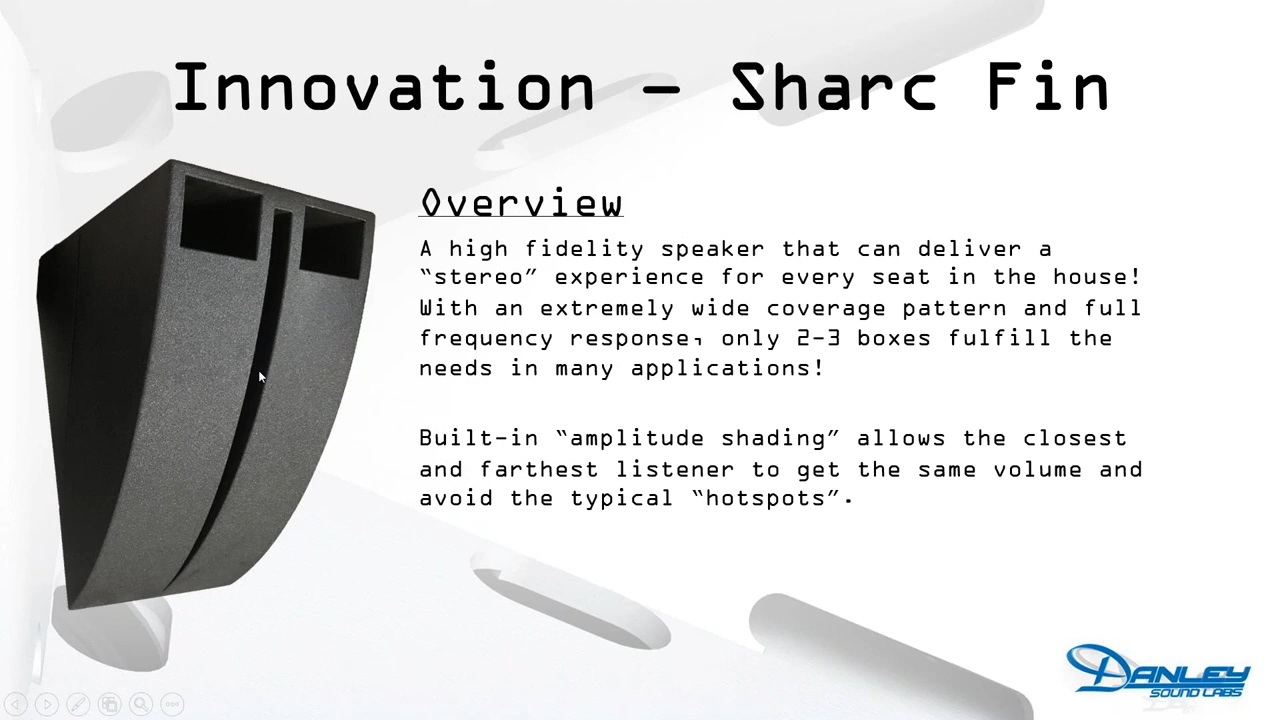 Innovation – Sharc Fin
Overview
A high fidelity speaker that can deliver a
“stereo” experience for every seat in the house!
With an extremely wide coverage pattern and full
frequency response, only 2-3 boxes fulfill the
needs in many applications!
Built-in “amplitude shading” allows the closest
and farthest listener to get the same volume and
avoid the typical “hotspots”.
DANLEY
SOUND LABS